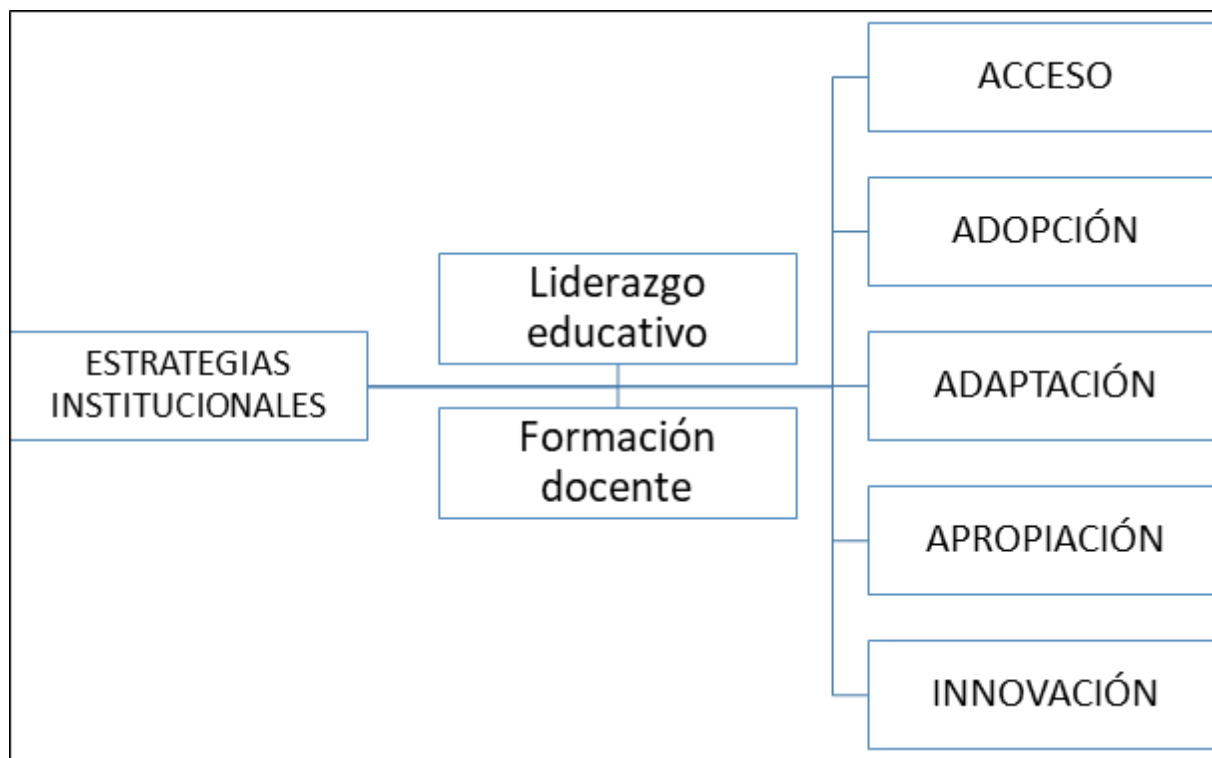 ESTRATEGIAS
INSTITUCIONALES
Liderazgo
educativo
Formación
docente
ACCESO
ADOPCIÓN
ADAPTACIÓN
APROPIACIÓN
INNOVACIÓN